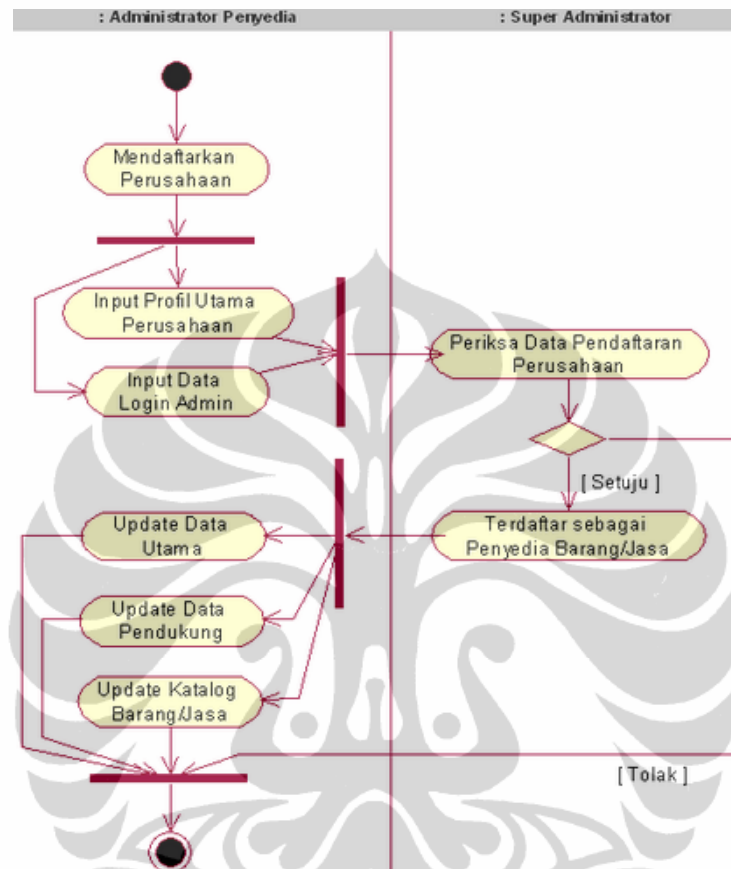 : Administrator Penyedia
: Super Administrator
Mendaftarkan
Perusahaan
Input Profil Utama
Perusahaan
Input Data
Login Admin
Periksa Data Pendaftaran
Perusahaan
[ Setuju ]
Terdaftar sebagai
Penyedia Barang/Jasa
Update Data
Utama
Update Data
Pendukung
Update Katalog
Barang/Jasa
[ Tolak ]